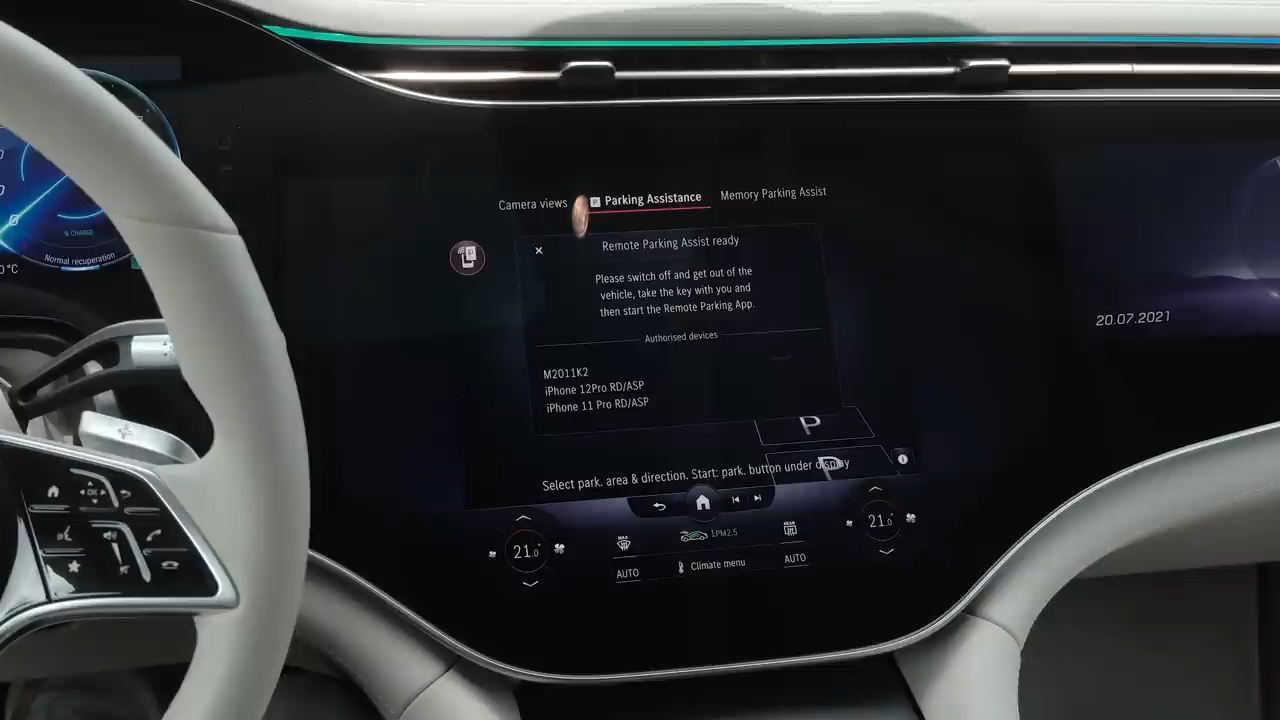 Camera views
P Parking Assistance
Memory Parking Assist
Remote Parking Assist ready
Please switch off and get out of the
vehicle, take the key with you and
then start the Remote Parking App.
Authorised devices
M2011K2
iPhone 12Pro RD/ASP
iPhone 11 Pro RD/ASP
P
P
Select park. area & direction. Start: park. button under display
21.0
MAX
1PM2.5
REAR
21.0
AUTO
Climate menu
AUTO
% CHARGE
Normal recuperation
0°C
20.07.2021
OK